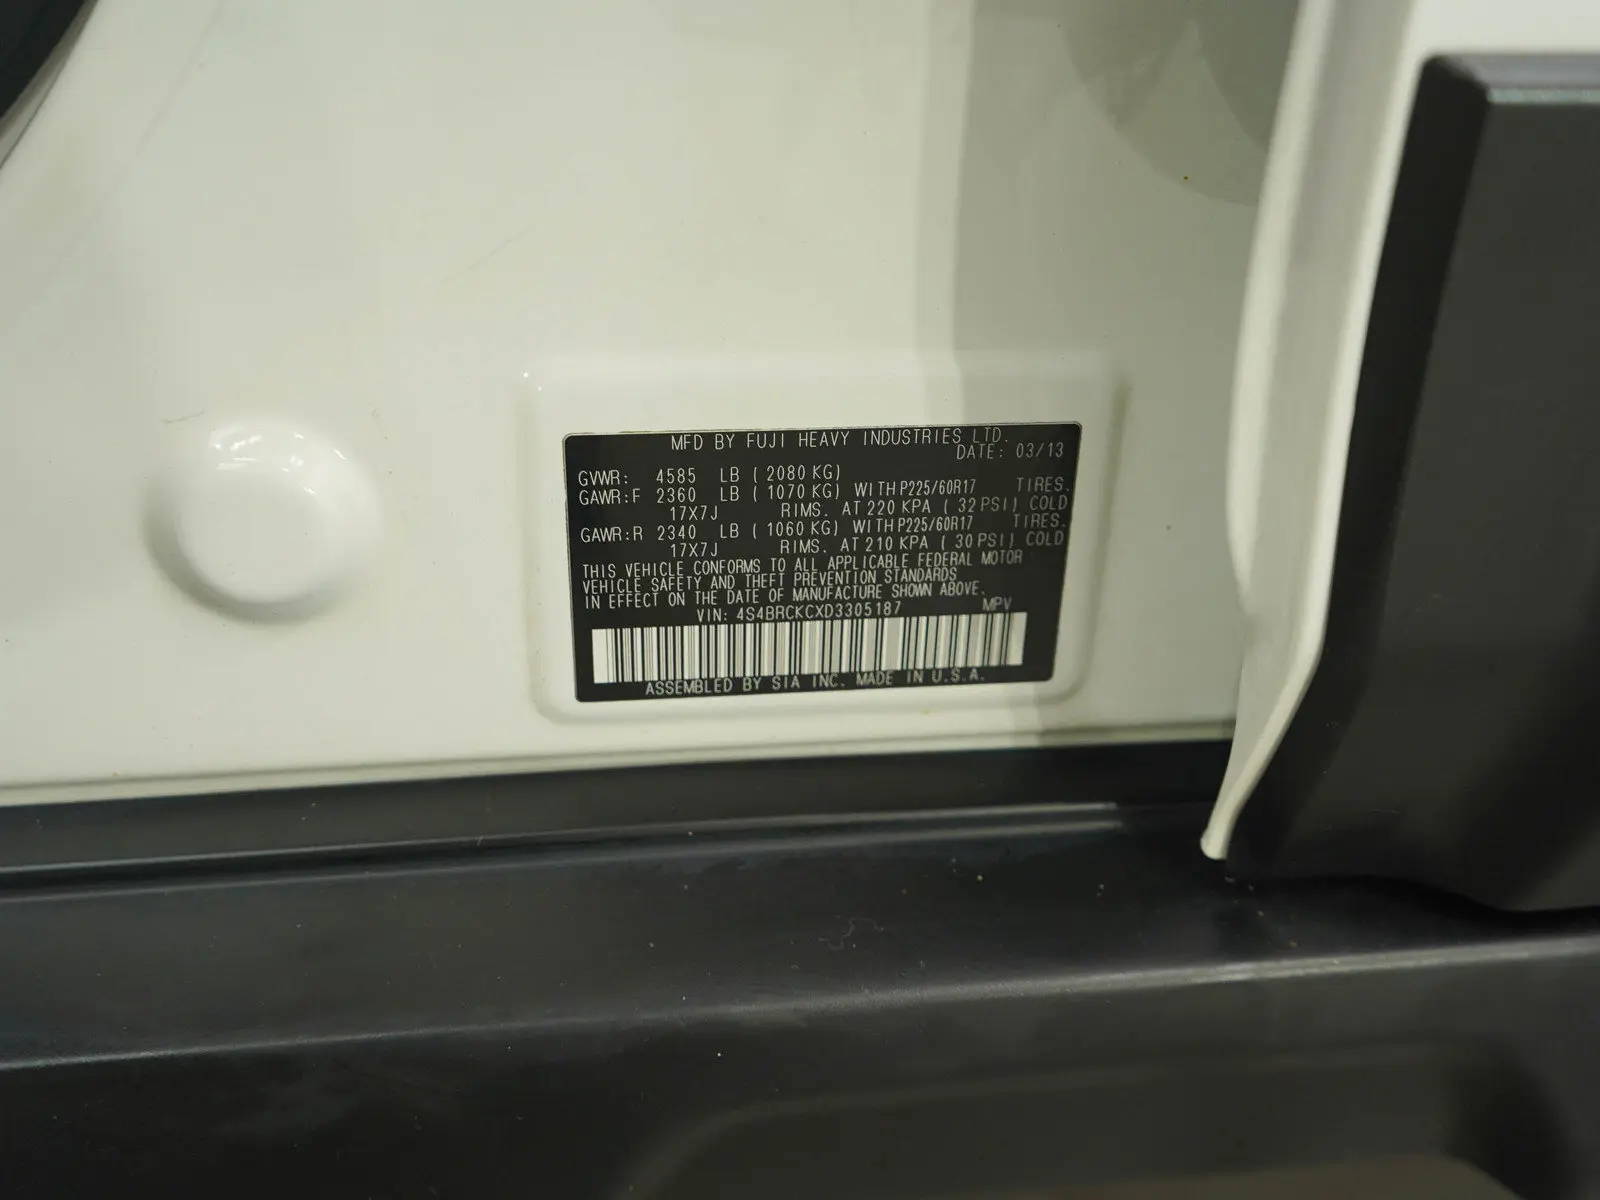 MFD BY FUJI HEAVY INDUSTRIES LTD.
DATE: 03/13
GVWR: 4585 LB ( 2080 KG)
GAWR:F 2360 LB ( 1070 KG) WITH P225/60R17 TIRES.
17X7J RIMS. AT 220 KPA ( 32 PSI) COLD
GAWR:R 2340 LB ( 1060 KG) WITH P225/60R17 TIRES.
17X7J RIMS. AT 210 KPA ( 30 PSI) COLD
THIS VEHICLE CONFORMS TO ALL APPLICABLE FEDERAL MOTOR
VEHICLE SAFETY AND THEFT PREVENTION STANDARDS
IN EFFECT ON THE DATE OF MANUFACTURE SHOWN ABOVE.
VIN: 4S4BRCKCXD3305187 MPV
ASSEMBLED BY SIA INC. MADE IN U.S.A.